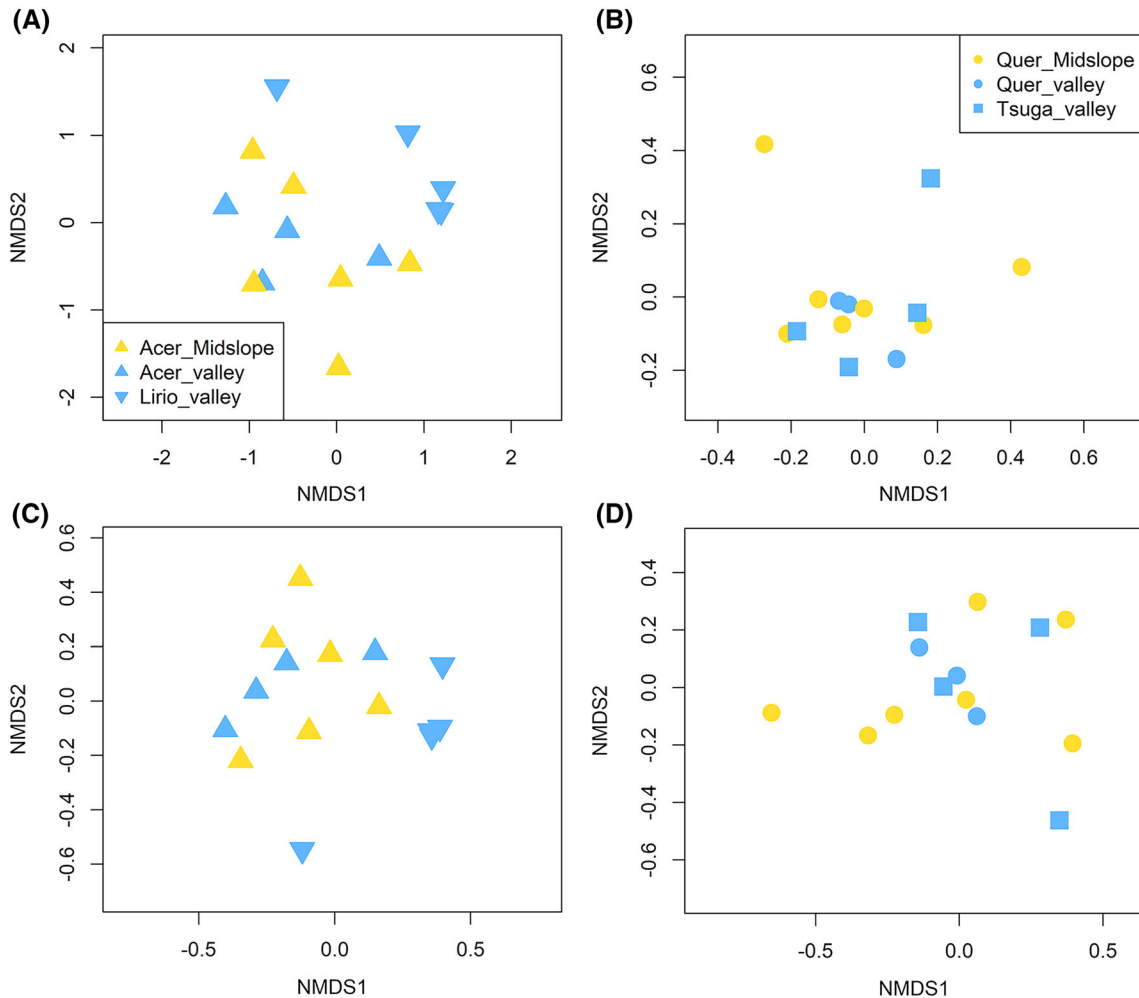 (A)
2
1
0
-1
-2
NMDS2
Acer_Midslope
Acer_valley
Lirio_valley
-2 -1 0 1 2
NMDS1
(B)
0.6
0.4
0.2
0.0
-0.2
NMDS2
Quer_Midslope
Quer_valley
Tsuga_valley
-0.4 -0.2 0.0 0.2 0.4 0.6
NMDS1
(C)
0.6
0.4
0.2
0.0
-0.2
-0.4
-0.6
NMDS2
-0.5 0.0 0.5
NMDS1
(D)
0.4
0.2
0.0
-0.2
-0.4
-0.6
NMDS2
-0.5 0.0 0.5
NMDS1